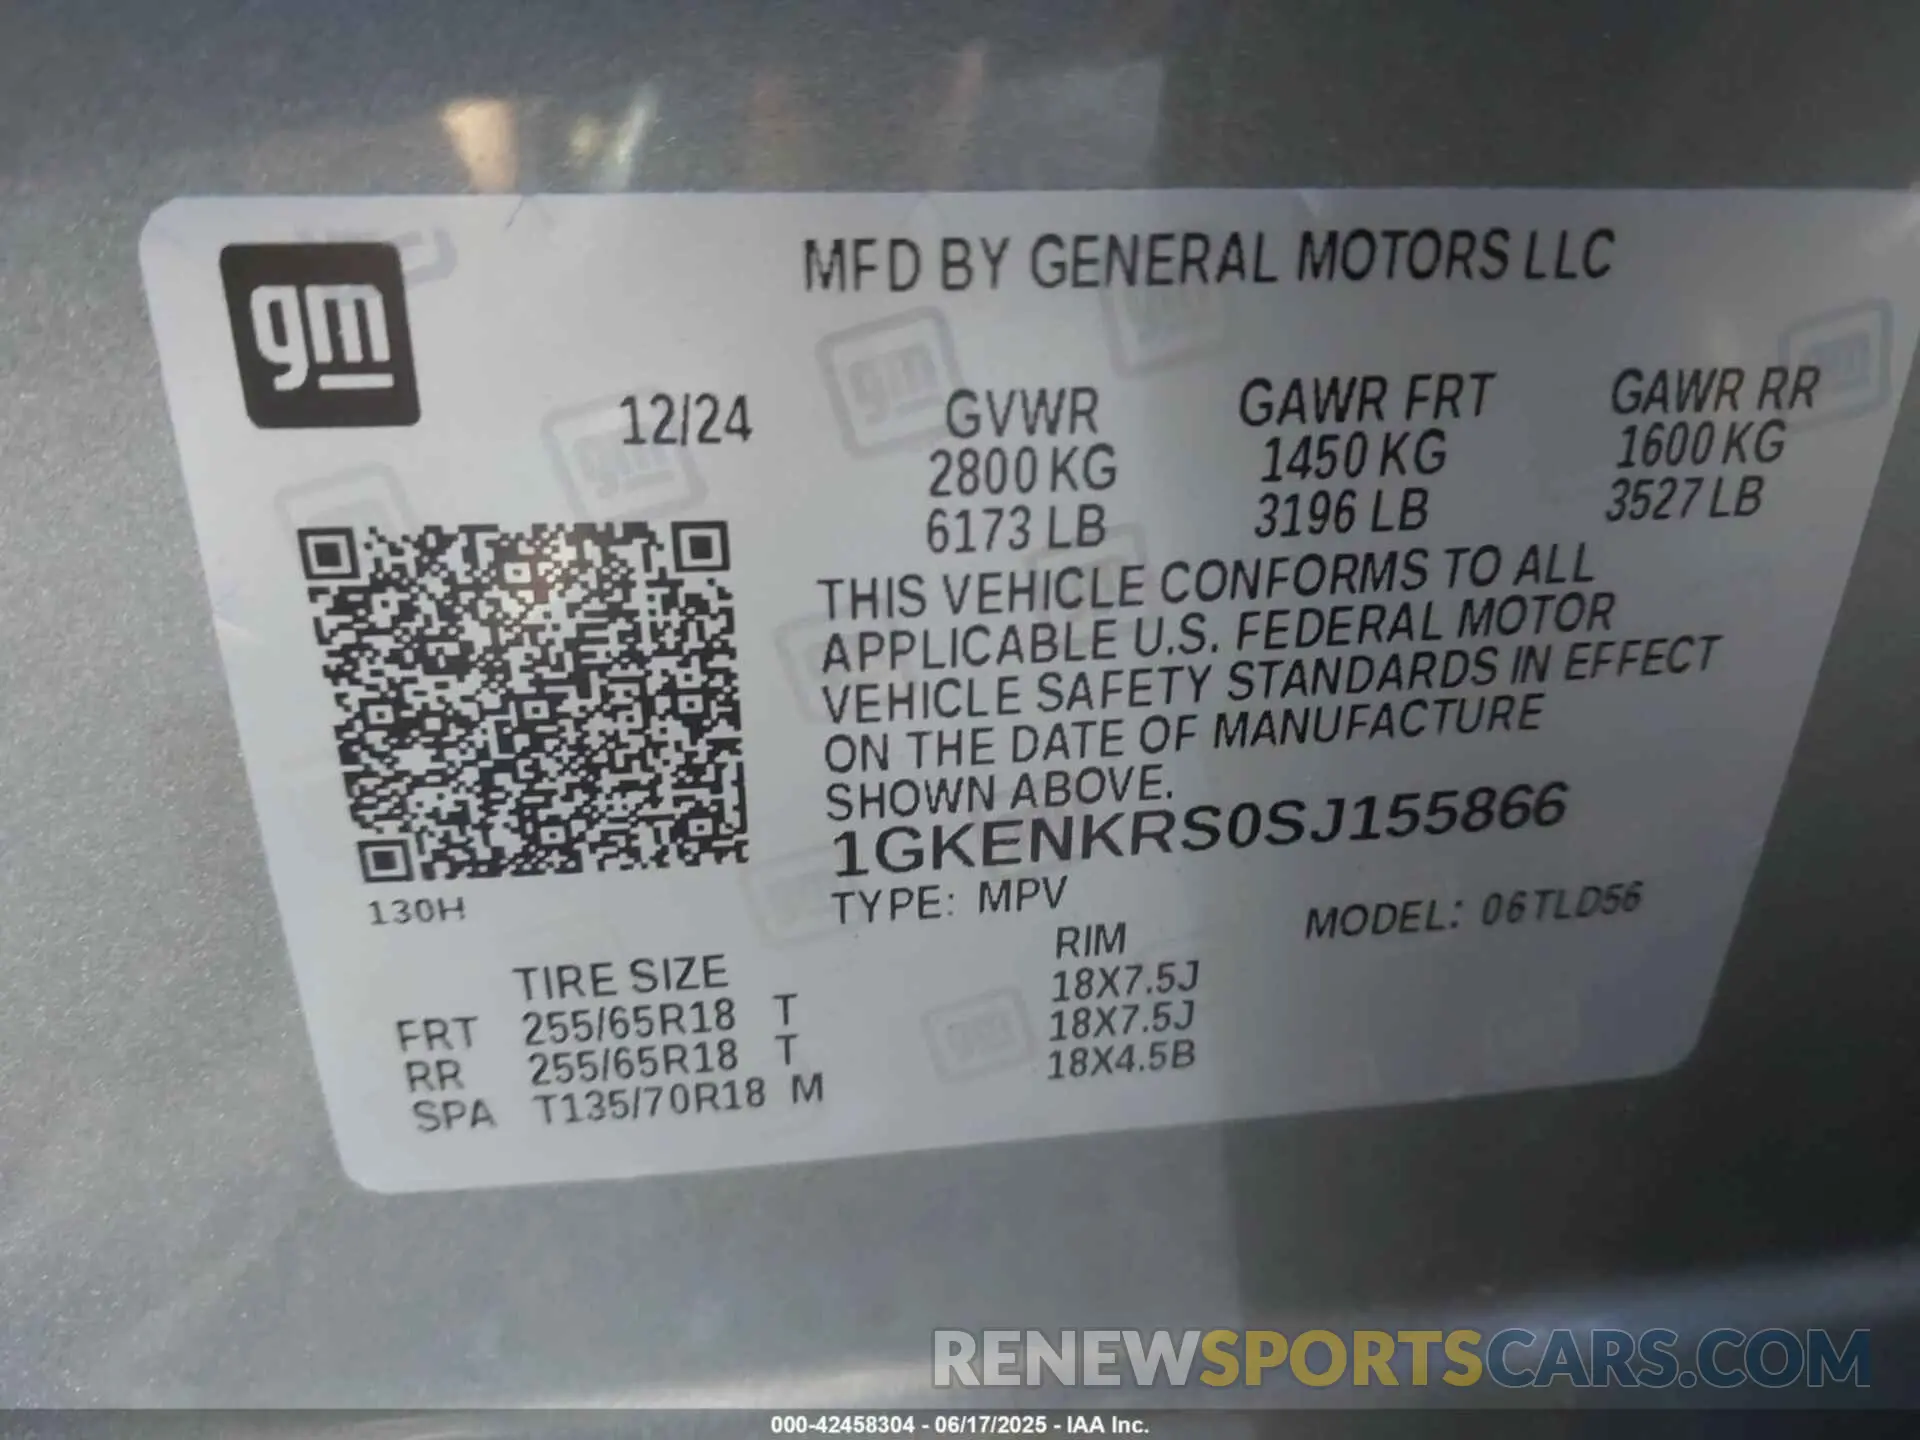 gm
MFD BY GENERAL MOTORS LLC
12/24
GVWR GAWR FRT GAWR RR
2800 KG 1450 KG 1600 KG
6173 LB 3196 LB 3527 LB
THIS VEHICLE CONFORMS TO ALL
APPLICABLE U.S. FEDERAL MOTOR
VEHICLE SAFETY STANDARDS IN EFFECT
ON THE DATE OF MANUFACTURE
SHOWN ABOVE.
1GKENKRS0SJ155866
130H
TYPE: MPV MODEL: 06TLD56
TIRE SIZE RIM
FRT 255/65R18 T 18X7.5J
RR 255/65R18 T 18X7.5J
SPA T135/70R18 M 18X4.5B
RENEWSPORTSCARS.COM
000-42458304 - 06/17/2025 - IAA Inc.